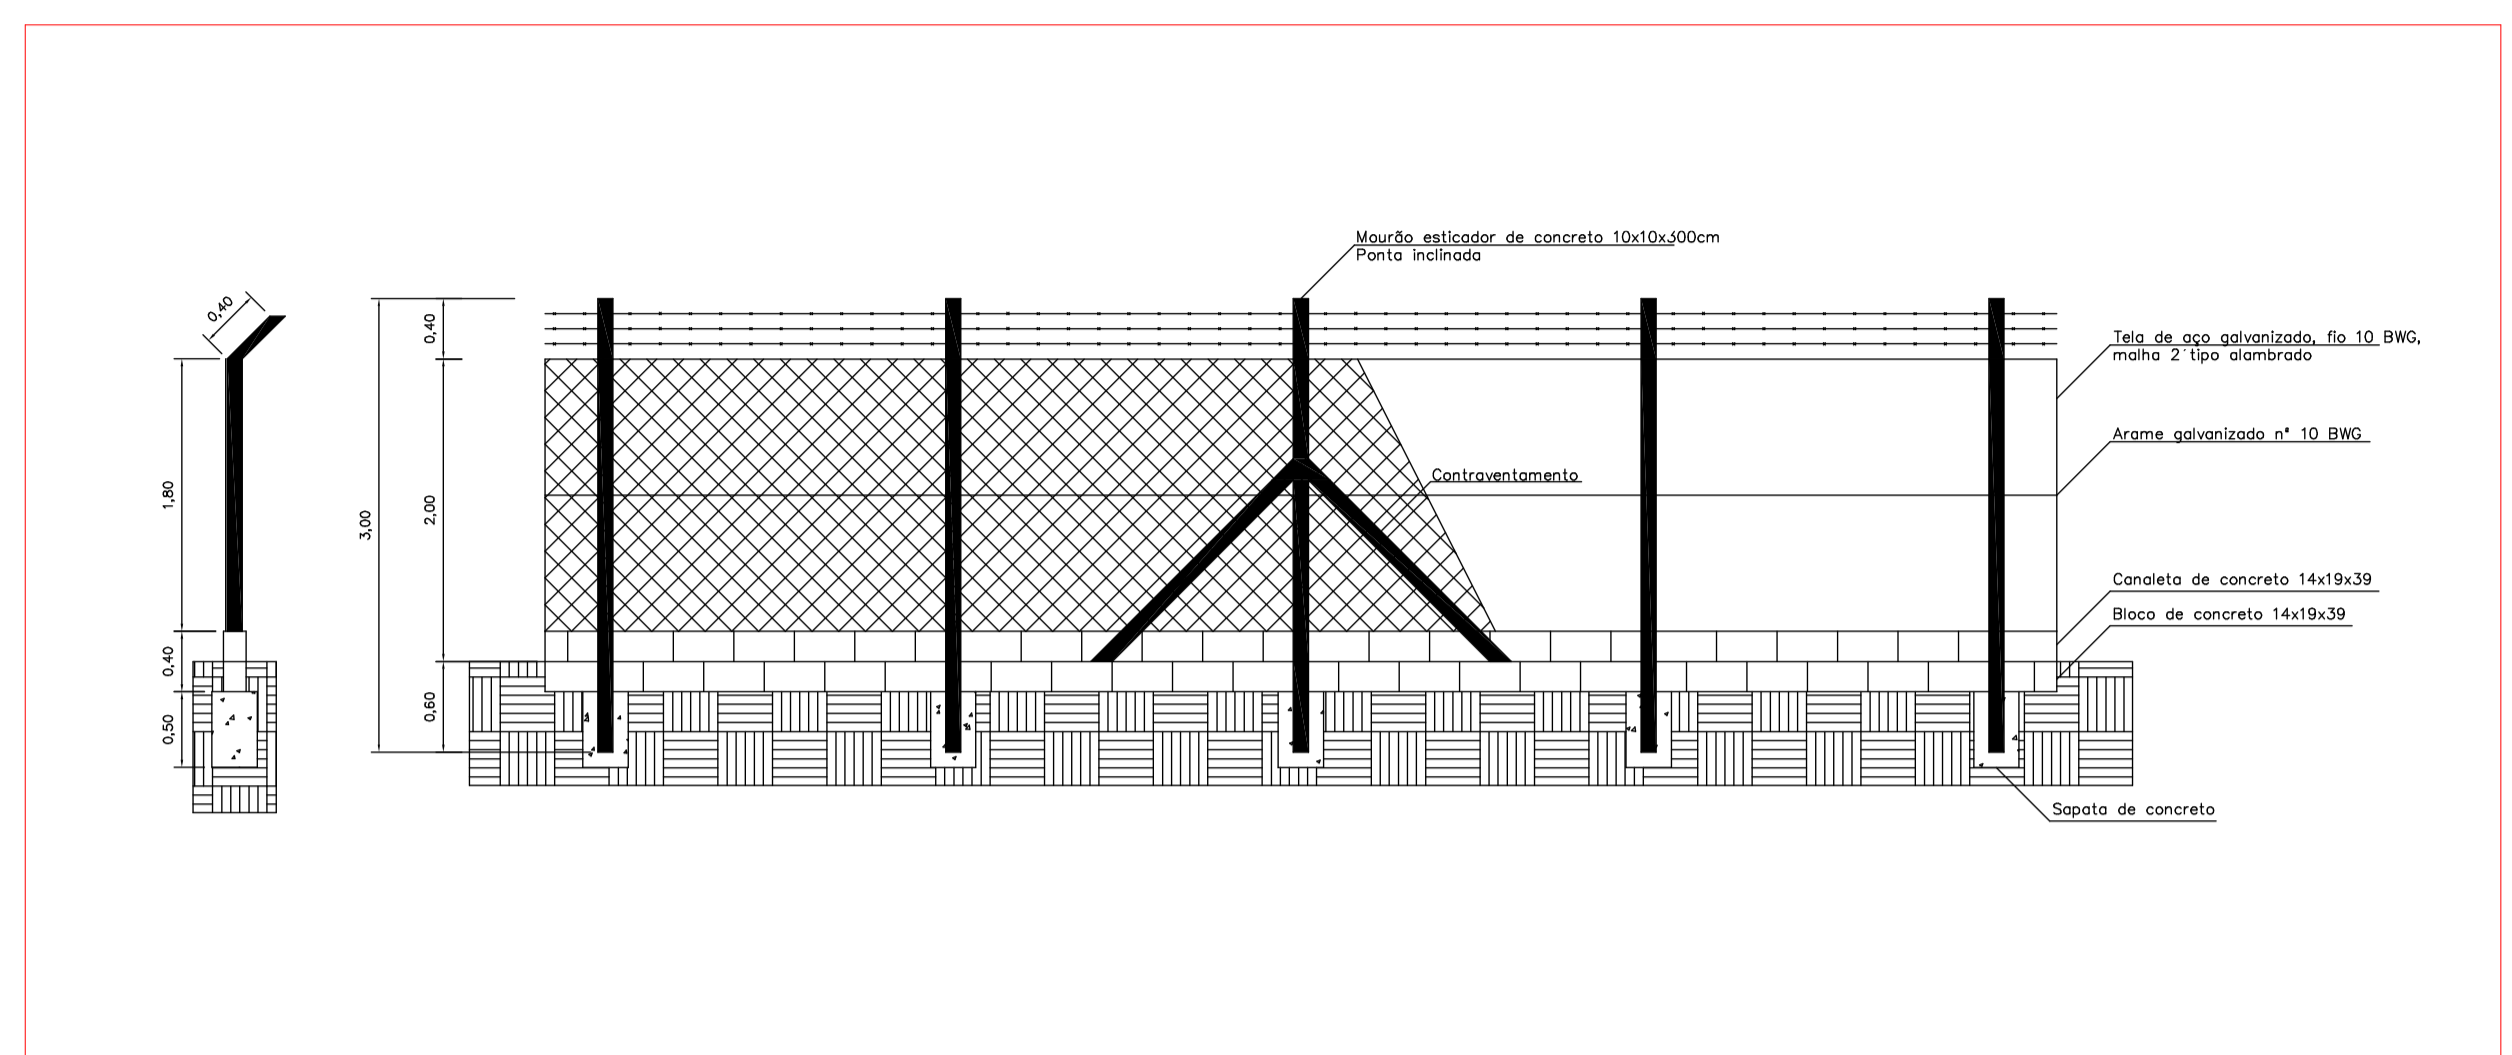 Mourão esticador de concreto 10x10x300cm
Ponta inclinada
0,40
0,40
Tela de aço galvanizado, fio 10 BWG,
malha 2´tipo alambrado
Arame galvanizado nª 10 BWG
Contraventamento
1,80
3,00
2,00
Canaleta de concreto 14x19x39
Bloco de concreto 14x19x39
0,40
0,60
0,50
Sapata de concreto